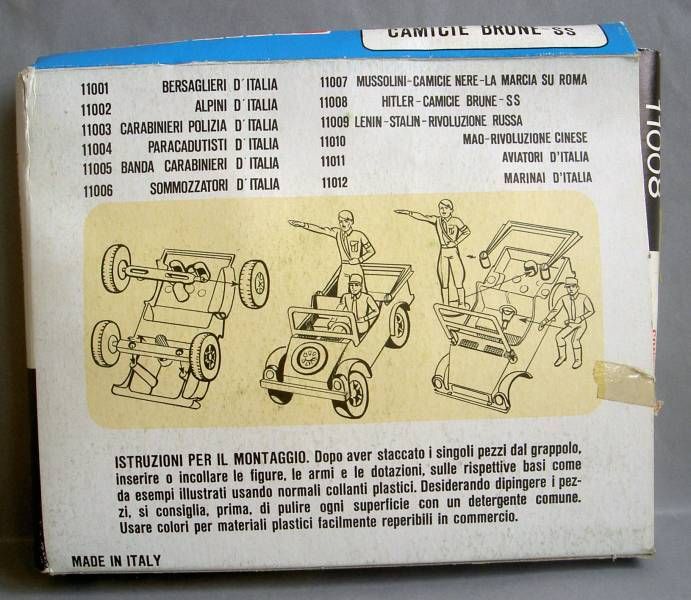 CAMICIE BRUNE-SS
11001 BERSAGLIERI D'ITALIA
11002 ALPINI D'ITALIA
11003 CARABINIERI POLIZIA D'ITALIA
11004 PARACADUTISTI D'ITALIA
11005 BANDA CARABINIERI D'ITALIA
11006 SOMMOZZATORI D'ITALIA
11007 MUSSOLINI-CAMICIE NERE-LA MARCIA SU ROMA
11008 HITLER-CAMICIE BRUNE-SS
11009 LENIN-STALIN-RIVOLUZIONE RUSSA
11010 MAO-RIVOLUZIONE CINESE
11011 AVIATORI D'ITALIA
11012 MARINAI D'ITALIA
11008
ISTRUZIONI PER IL MONTAGGIO. Dopo aver staccato i singoli pezzi dal grappolo,
inserire o incollare le figure, le armi e le dotazioni, sulle rispettive basi come
da esempi illustrati usando normali collanti plastici. Desiderando dipingere i pez-
zi, si consiglia, prima, di pulire ogni superficie con un detergente comune.
Usare colori per materiali plastici facilmente reperibili in commercio.
MADE IN ITALY